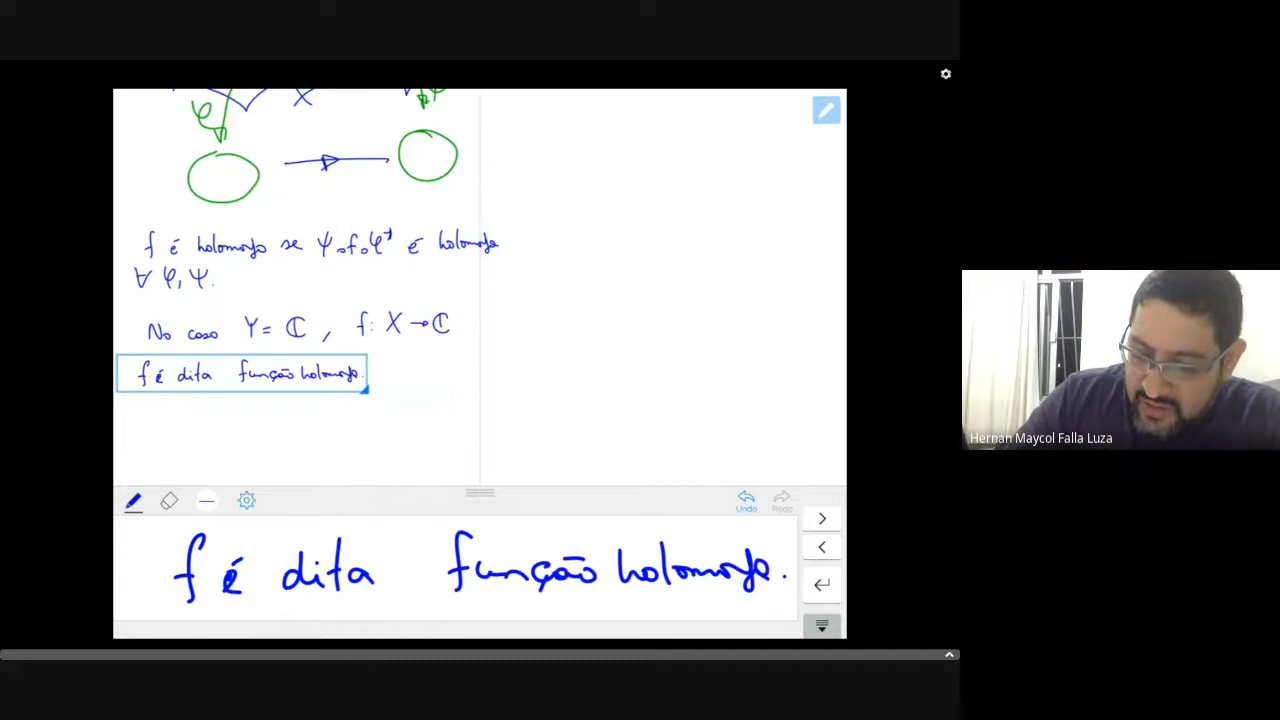 φ
X
ψ
f é holomorfa se ψ∘f∘φ⁻¹ é holomorfa
∀ φ, ψ.
No caso Y = ℂ, f: X → ℂ
f é dita função holomorfa.
Undo
Redo
f é dita função holomorfa.
Hernan Maycol Falla Luza